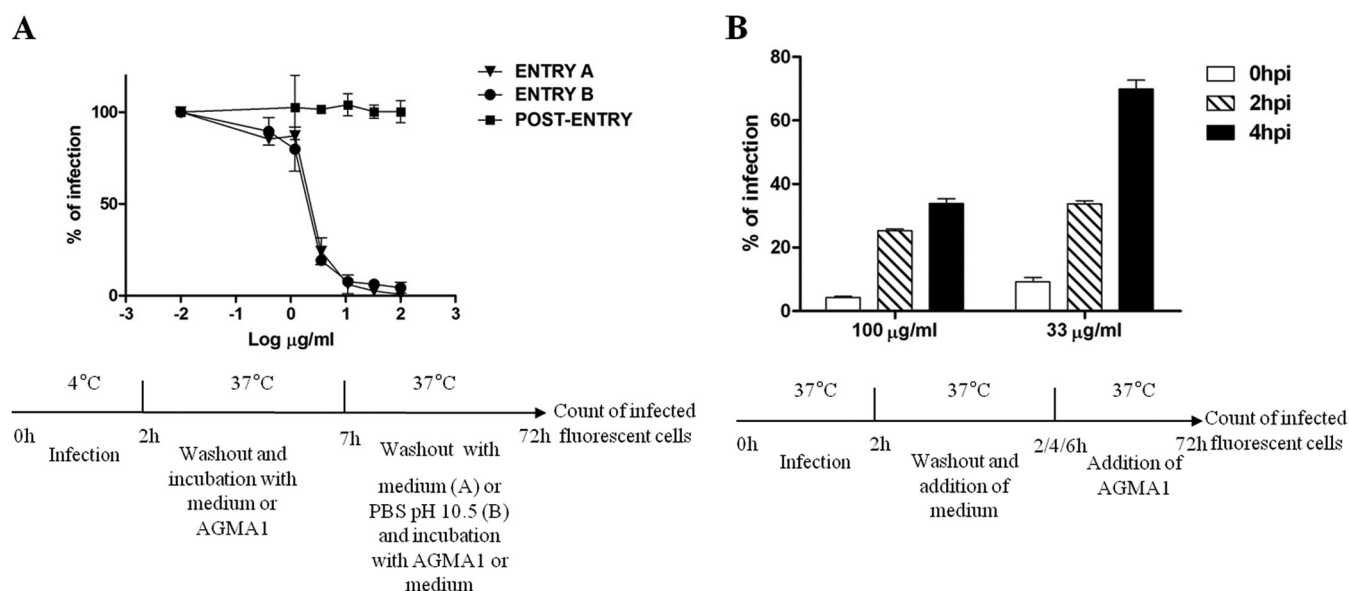 A
% of infection
100
50
0
-3 -2 -1 0 1 2 3
Log μg/ml
ENTRY A
ENTRY B
POST-ENTRY
4°C 37°C 37°C
0h 2h 7h 72h
Infection
Washout and
incubation with
medium or
AGMA1
Washout with
medium (A) or
PBS pH 10.5 (B)
and incubation
with AGMA1 or
medium
Count of infected
fluorescent cells
B
% of infection
80
60
40
20
0
100 μg/ml 33 μg/ml
0hpi
2hpi
4hpi
37°C 37°C 37°C
0h 2h 2/4/6h 72h
Infection
Washout and
addition of
medium
Addition of
AGMA1
Count of infected
fluorescent cells